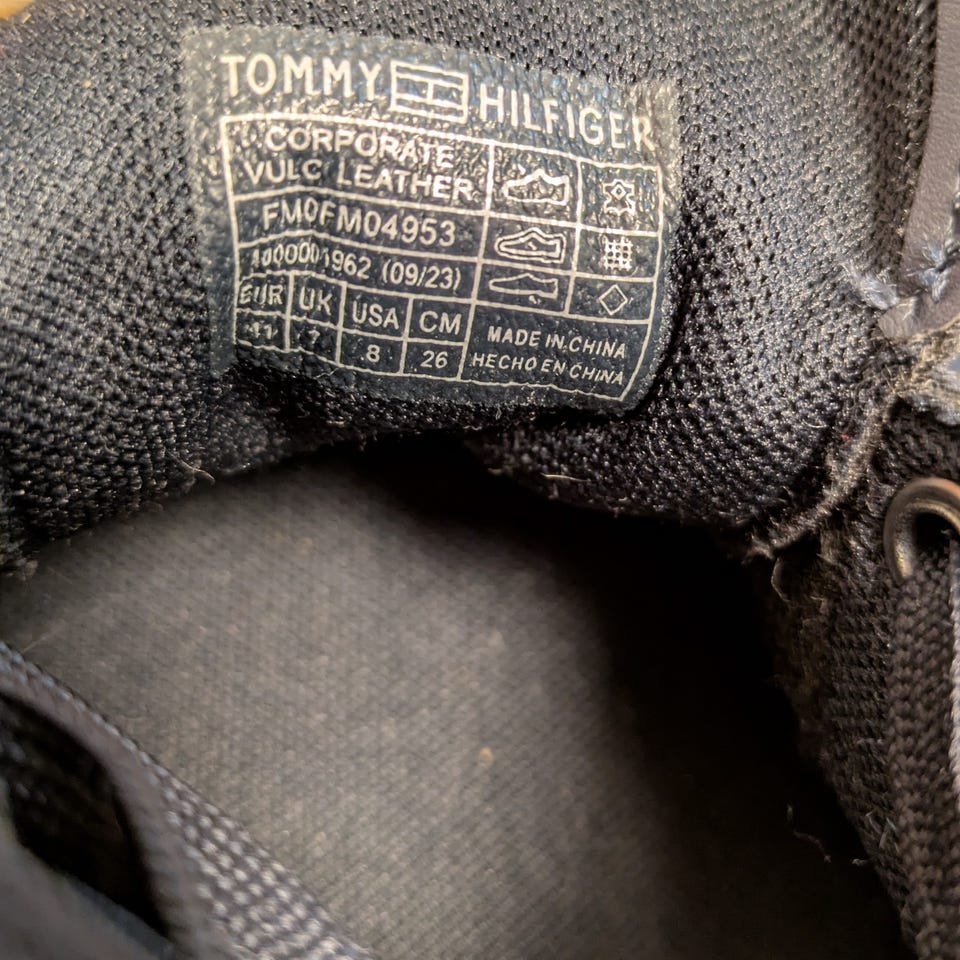 TOMMY HILFIGER
CORPORATE
VULC LEATHER
FM0FM04953
(09/23)
EUR UK USA CM
7 8 26
MADE IN CHINA
HECHO EN CHINA